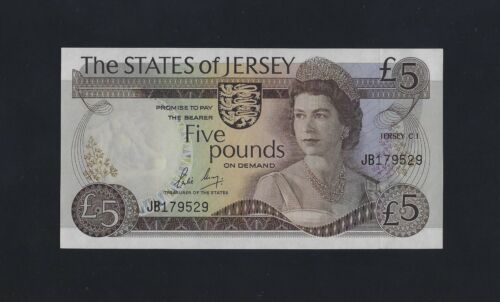 The STATES of JERSEY
£5
PROMISE TO PAY
THE BEARER
Five
pounds
ON DEMAND
JERSEY C.I.
JB179529
TREASURER OF THE STATES
JB179529
£5
£5